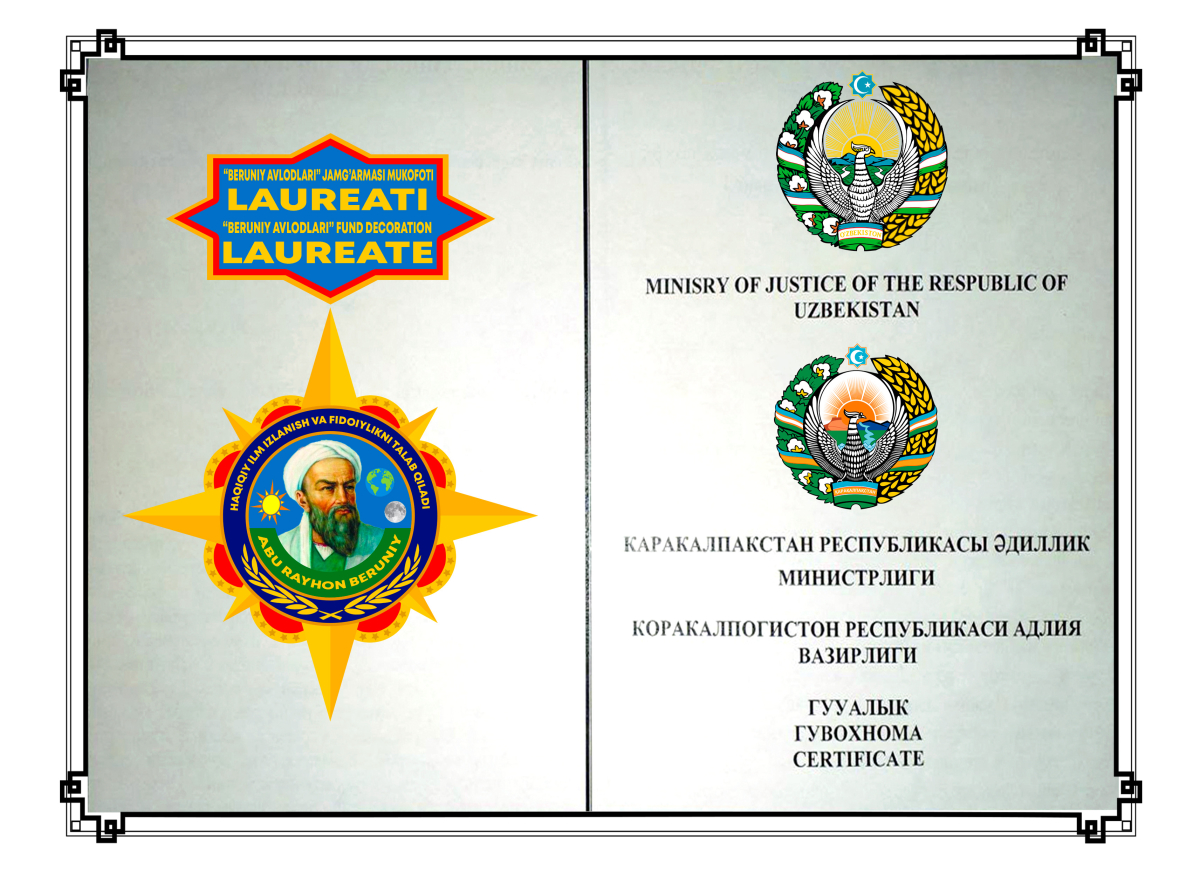 “BERUNIY AVLODLARI” JAMG‘ARMASI MUKOFOTI
LAUREATI
“BERUNIY AVLODLARI” FUND DECORATION
LAUREATE
HAQIQIY ILM IZLANISH VA FIDOIYLIKNI TALAB QILADI
ABU RAYHON BERUNIY
O‘ZBEKISTON
MINISRY OF JUSTICE OF THE RESPUBLIC OF
UZBEKISTAN
QARAQALPAQSTAN
КАРАКАЛПАКСТАН РЕСПУБЛИКАСЫ ӘДИЛЛИК
МИНИСТРЛИГИ
КОРАКАЛПОГИСТОН РЕСПУБЛИКАСИ АДЛИЯ
ВАЗИРЛИГИ
ГУУАЛЫК
ГУВОХНОМА
CERTIFICATE